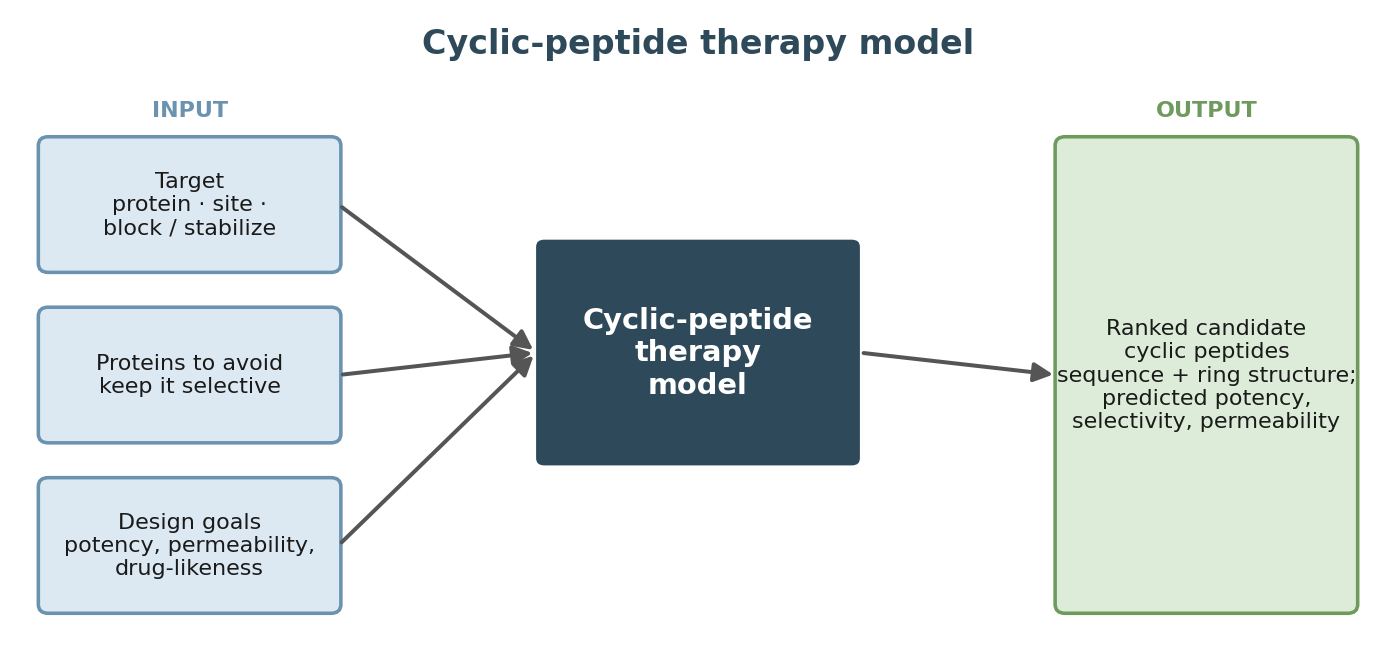 Cyclic-peptide therapy model
INPUT
OUTPUT
Target
protein · site ·
block / stabilize
Proteins to avoid
keep it selective
Design goals
potency, permeability,
drug-likeness
Cyclic-peptide
therapy
model
Ranked candidate
cyclic peptides
sequence + ring structure;
predicted potency,
selectivity, permeability